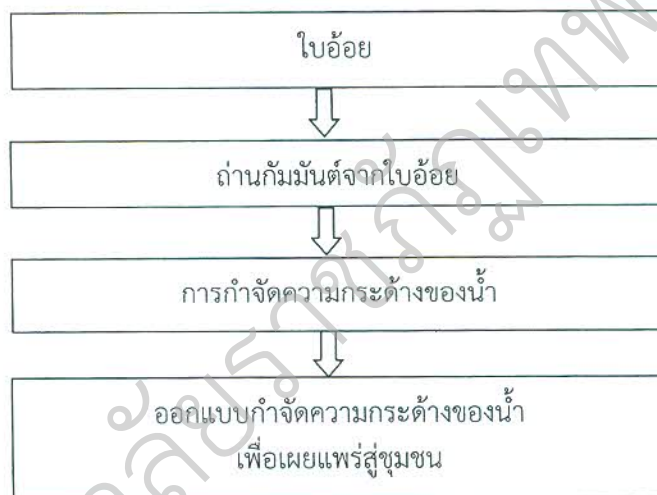 ใบอ้อย
ถ่านกัมมันต์จากใบอ้อย
การกำจัดความกระด้างของน้ำ
ออกแบบกำจัดความกระด้างของน้ำ
เพื่อเผยแพร่สู่ชุมชน